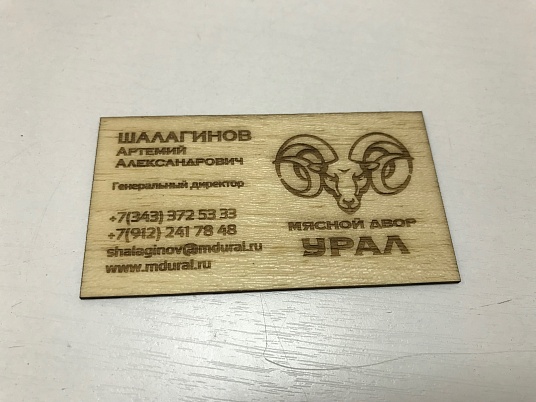 ШАЛАГИНОВ
АРТЕМИЙ
АЛЕКСАНДРОВИЧ
Генеральный директор
+7(343) 372 53 33
+7(912) 241 78 48
shalaginov@mdural.ru
www.mdural.ru
МЯСНОЙ ДВОР
УРАЛ